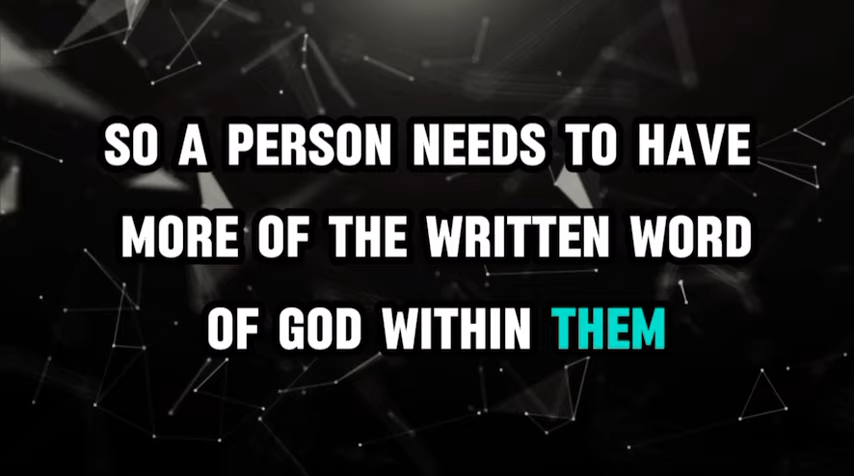 SO A PERSON NEEDS TO HAVE
MORE OF THE WRITTEN WORD
OF GOD WITHIN THEM